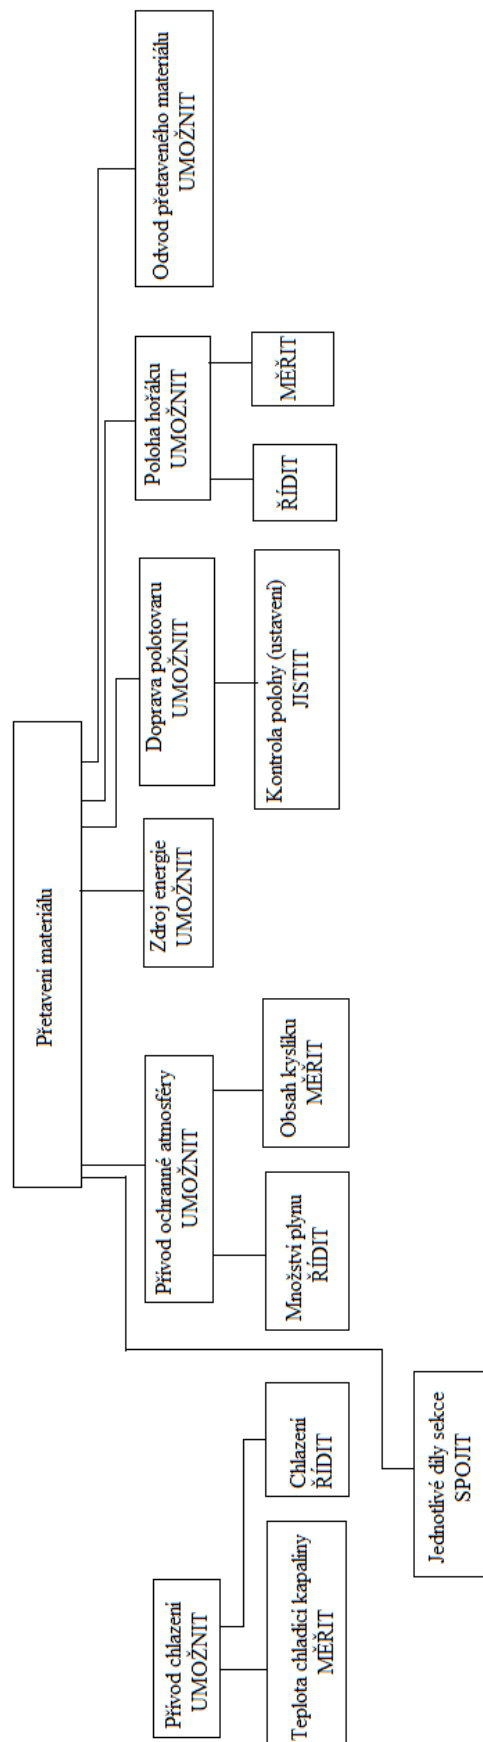 Přetavení materiálu
Přívod chlazení
UMOŽNIT
Teplota chladící kapaliny
MĚŘIT
Chlazení
ŘÍDIT
Jednotlivé díly sekce
SPOJIT
Přívod ochranné atmosféry
UMOŽNIT
Množství plynu
ŘÍDIT
Obsah kyslíku
MĚŘIT
Zdroj energie
UMOŽNIT
Doprava polotovaru
UMOŽNIT
Kontrola polohy (ustavení)
JISTIT
Poloha hořáku
UMOŽNIT
ŘÍDIT
MĚŘIT
Odvod přetaveného materiálu
UMOŽNIT